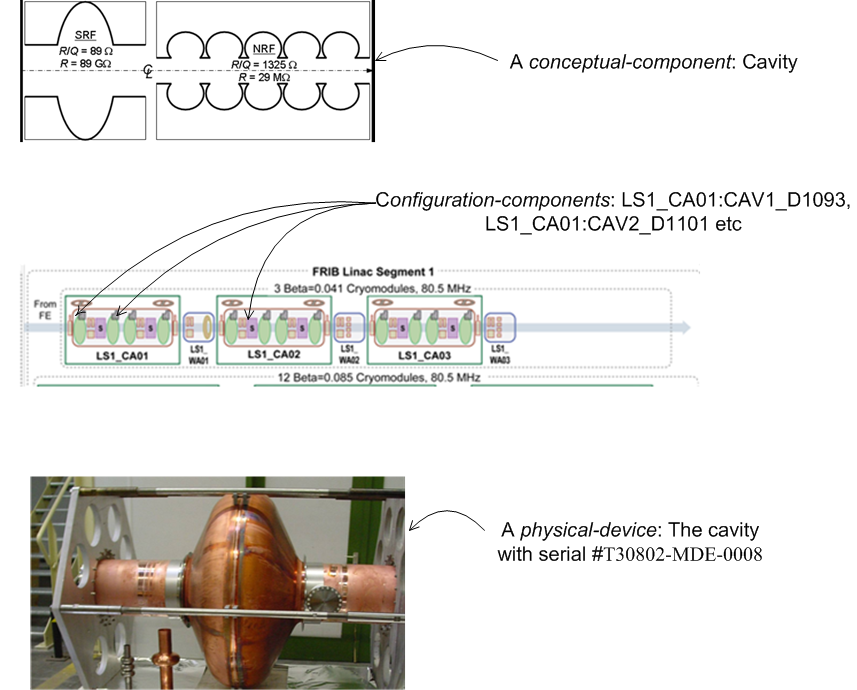 SRF
R/Q = 89 Ω
R = 89 GΩ
NRF
R/Q = 1325 Ω
R = 29 MΩ
℄
A conceptual-component: Cavity
Configuration-components: LS1_CA01:CAV1_D1093,
LS1_CA01:CAV2_D1101 etc
FRIB Linac Segment 1
3 Beta=0.041 Cryomodules, 80.5 MHz
From
FE
S
S
S
LS1_CA01
LS1_
WA01
LS1_CA02
LS1_
WA02
LS1_CA03
LS1_
WA03
12 Beta=0.085 Cryomodules, 80.5 MHz
A physical-device: The cavity
with serial #T30802-MDE-0008